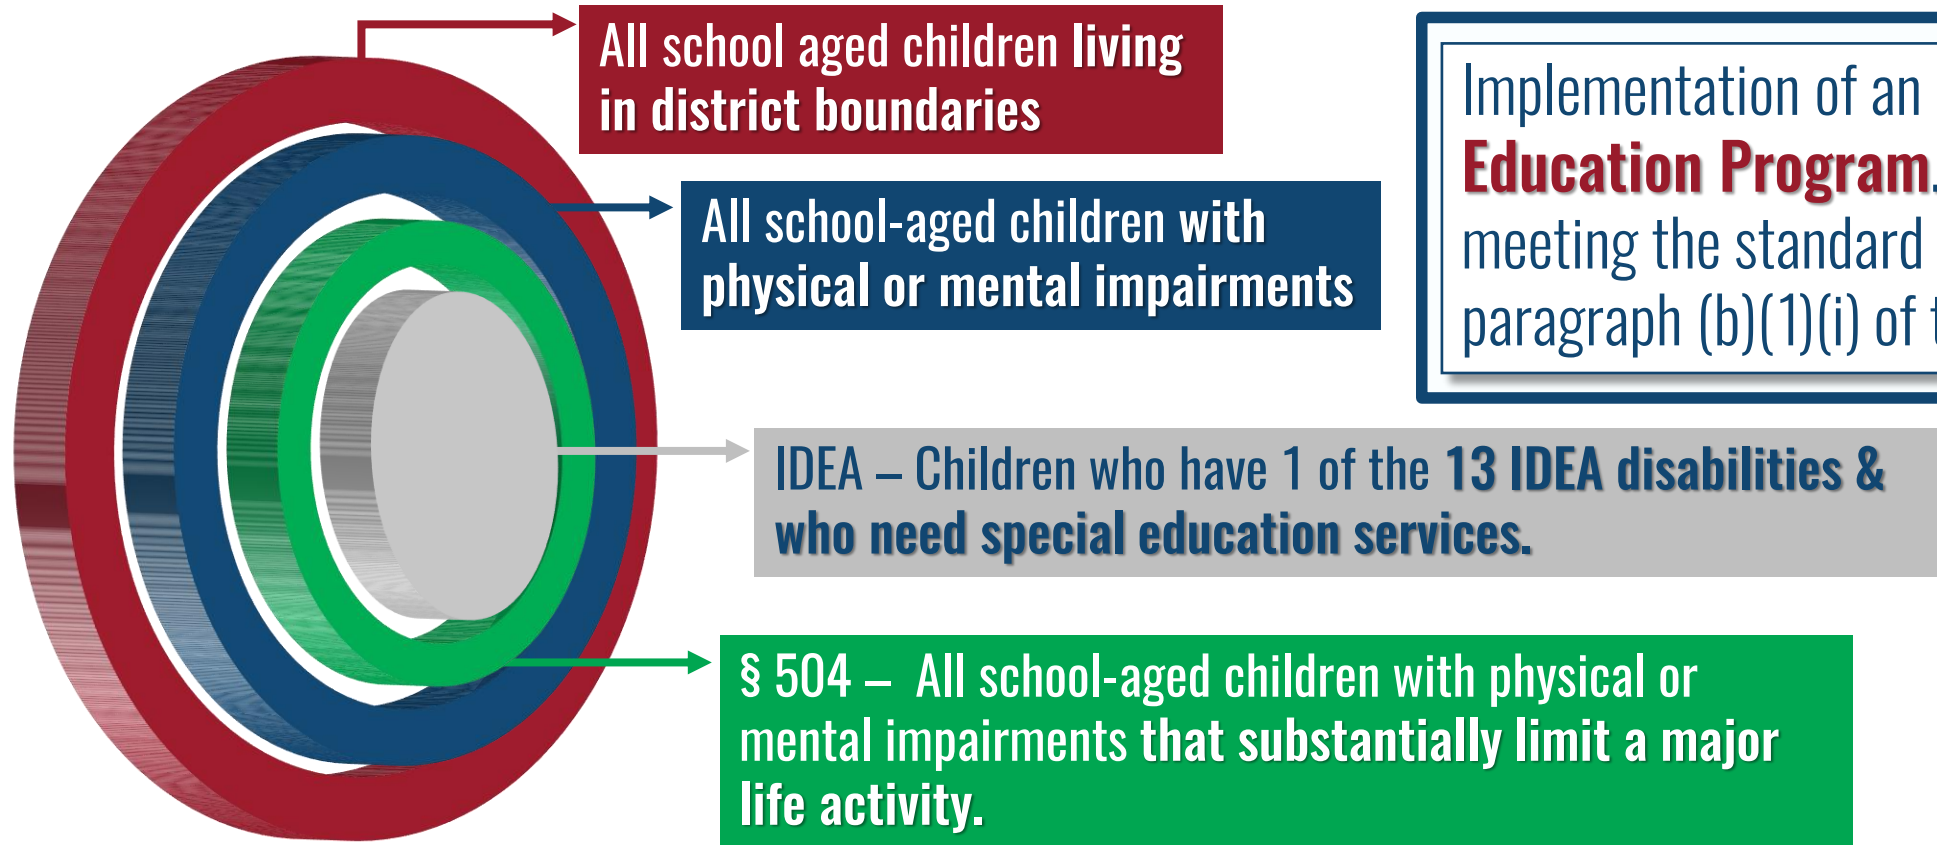 All school aged children living
in district boundaries
All school-aged children with
physical or mental impairments
Implementation of an
Education Program.
meeting the standard
paragraph (b)(1)(i) of
IDEA – Children who have 1 of the 13 IDEA disabilities &
who need special education services.
§ 504 – All school-aged children with physical or
mental impairments that substantially limit a major
life activity.